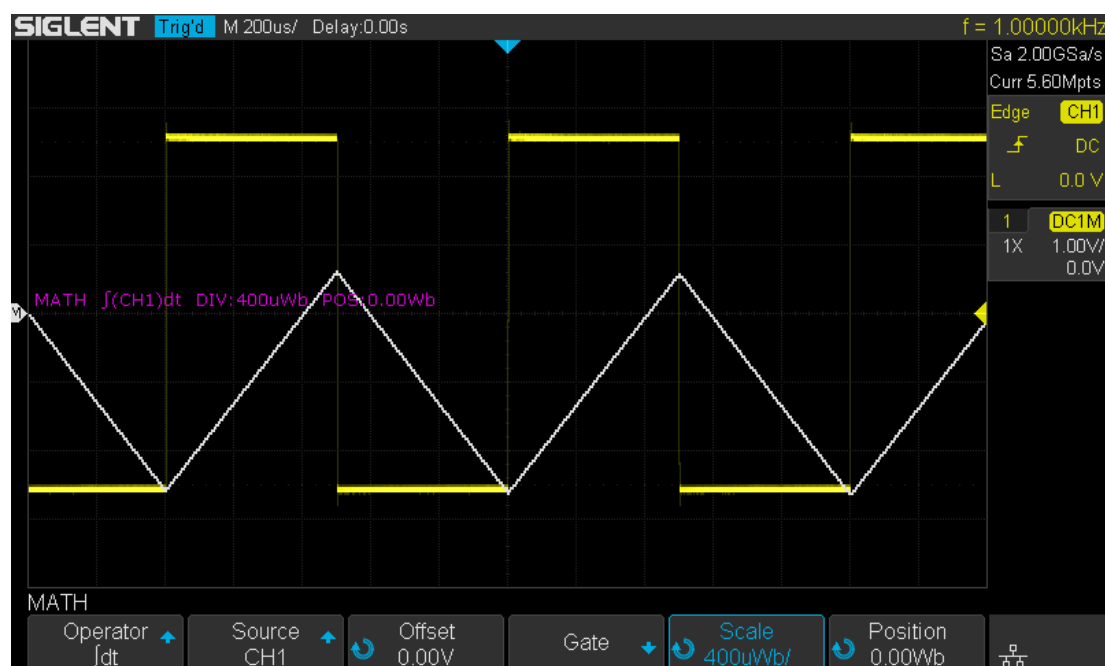 SIGLENT Trig'd M 200us/ Delay:0.00s f = 1.00000kHz
Sa 2.00GSa/s
Curr 5.60Mpts
Edge CH1
DC
L 0.0 V
1 DC1M
1X 1.00V/
0.0V
MATH ∫(CH1)dt DIV:400uWb/ POS:0.00Wb
M
MATH
Operator Source Offset Gate Scale Position
∫dt CH1 0.00V 400uWb/ 0.00Wb